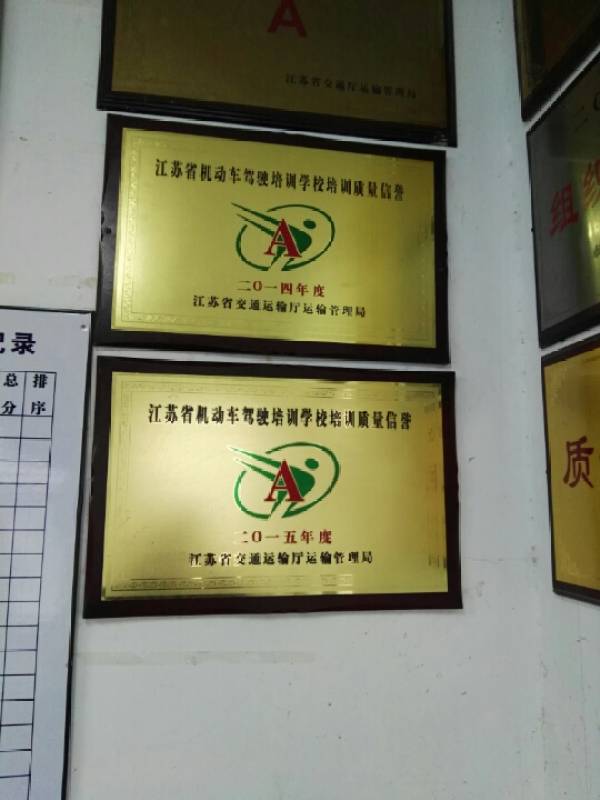 A
江苏省交通厅运输管理局
江苏省机动车驾驶培训学校培训质量信誉
A
二〇一四年度
江苏省交通运输厅运输管理局
江苏省机动车驾驶培训学校培训质量信誉
A
二〇一五年度
江苏省交通运输厅运输管理局
记录
总 排
分 序
二〇
组织
质